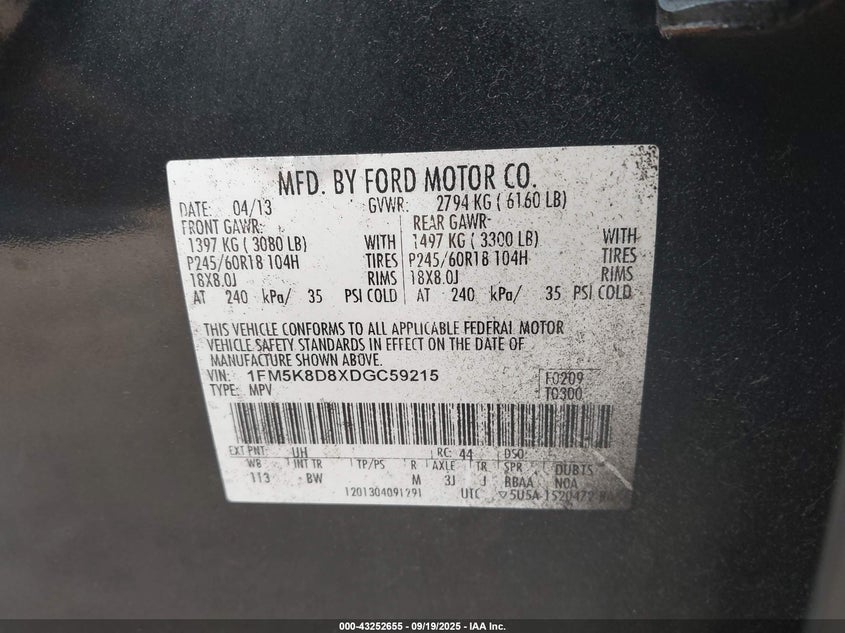 MFD. BY FORD MOTOR CO.
DATE: 04/13 GVWR: 2794 KG ( 6160 LB)
FRONT GAWR: REAR GAWR:
1397 KG ( 3080 LB) WITH 1497 KG ( 3300 LB) WITH
P245/60R18 104H TIRES P245/60R18 104H TIRES
18X8.0J RIMS 18X8.0J RIMS
AT 240 kPa/ 35 PSI COLD AT 240 kPa/ 35 PSI COLD
THIS VEHICLE CONFORMS TO ALL APPLICABLE FEDERAL MOTOR
VEHICLE SAFETY STANDARDS IN EFFECT ON THE DATE OF
MANUFACTURE SHOWN ABOVE.
VIN: 1FM5K8D8XDGC59215 F0209
TYPE: MPV T0300
EXT PNT: UH RC: 44 DSO:
WB INT TR TP/PS R AXLE TR SPR DUBTS
113 BW M 3J J BBAA NOA
1201304091291 UTC ▽5U5A
000-43252655 - 09/19/2025 - IAA Inc.